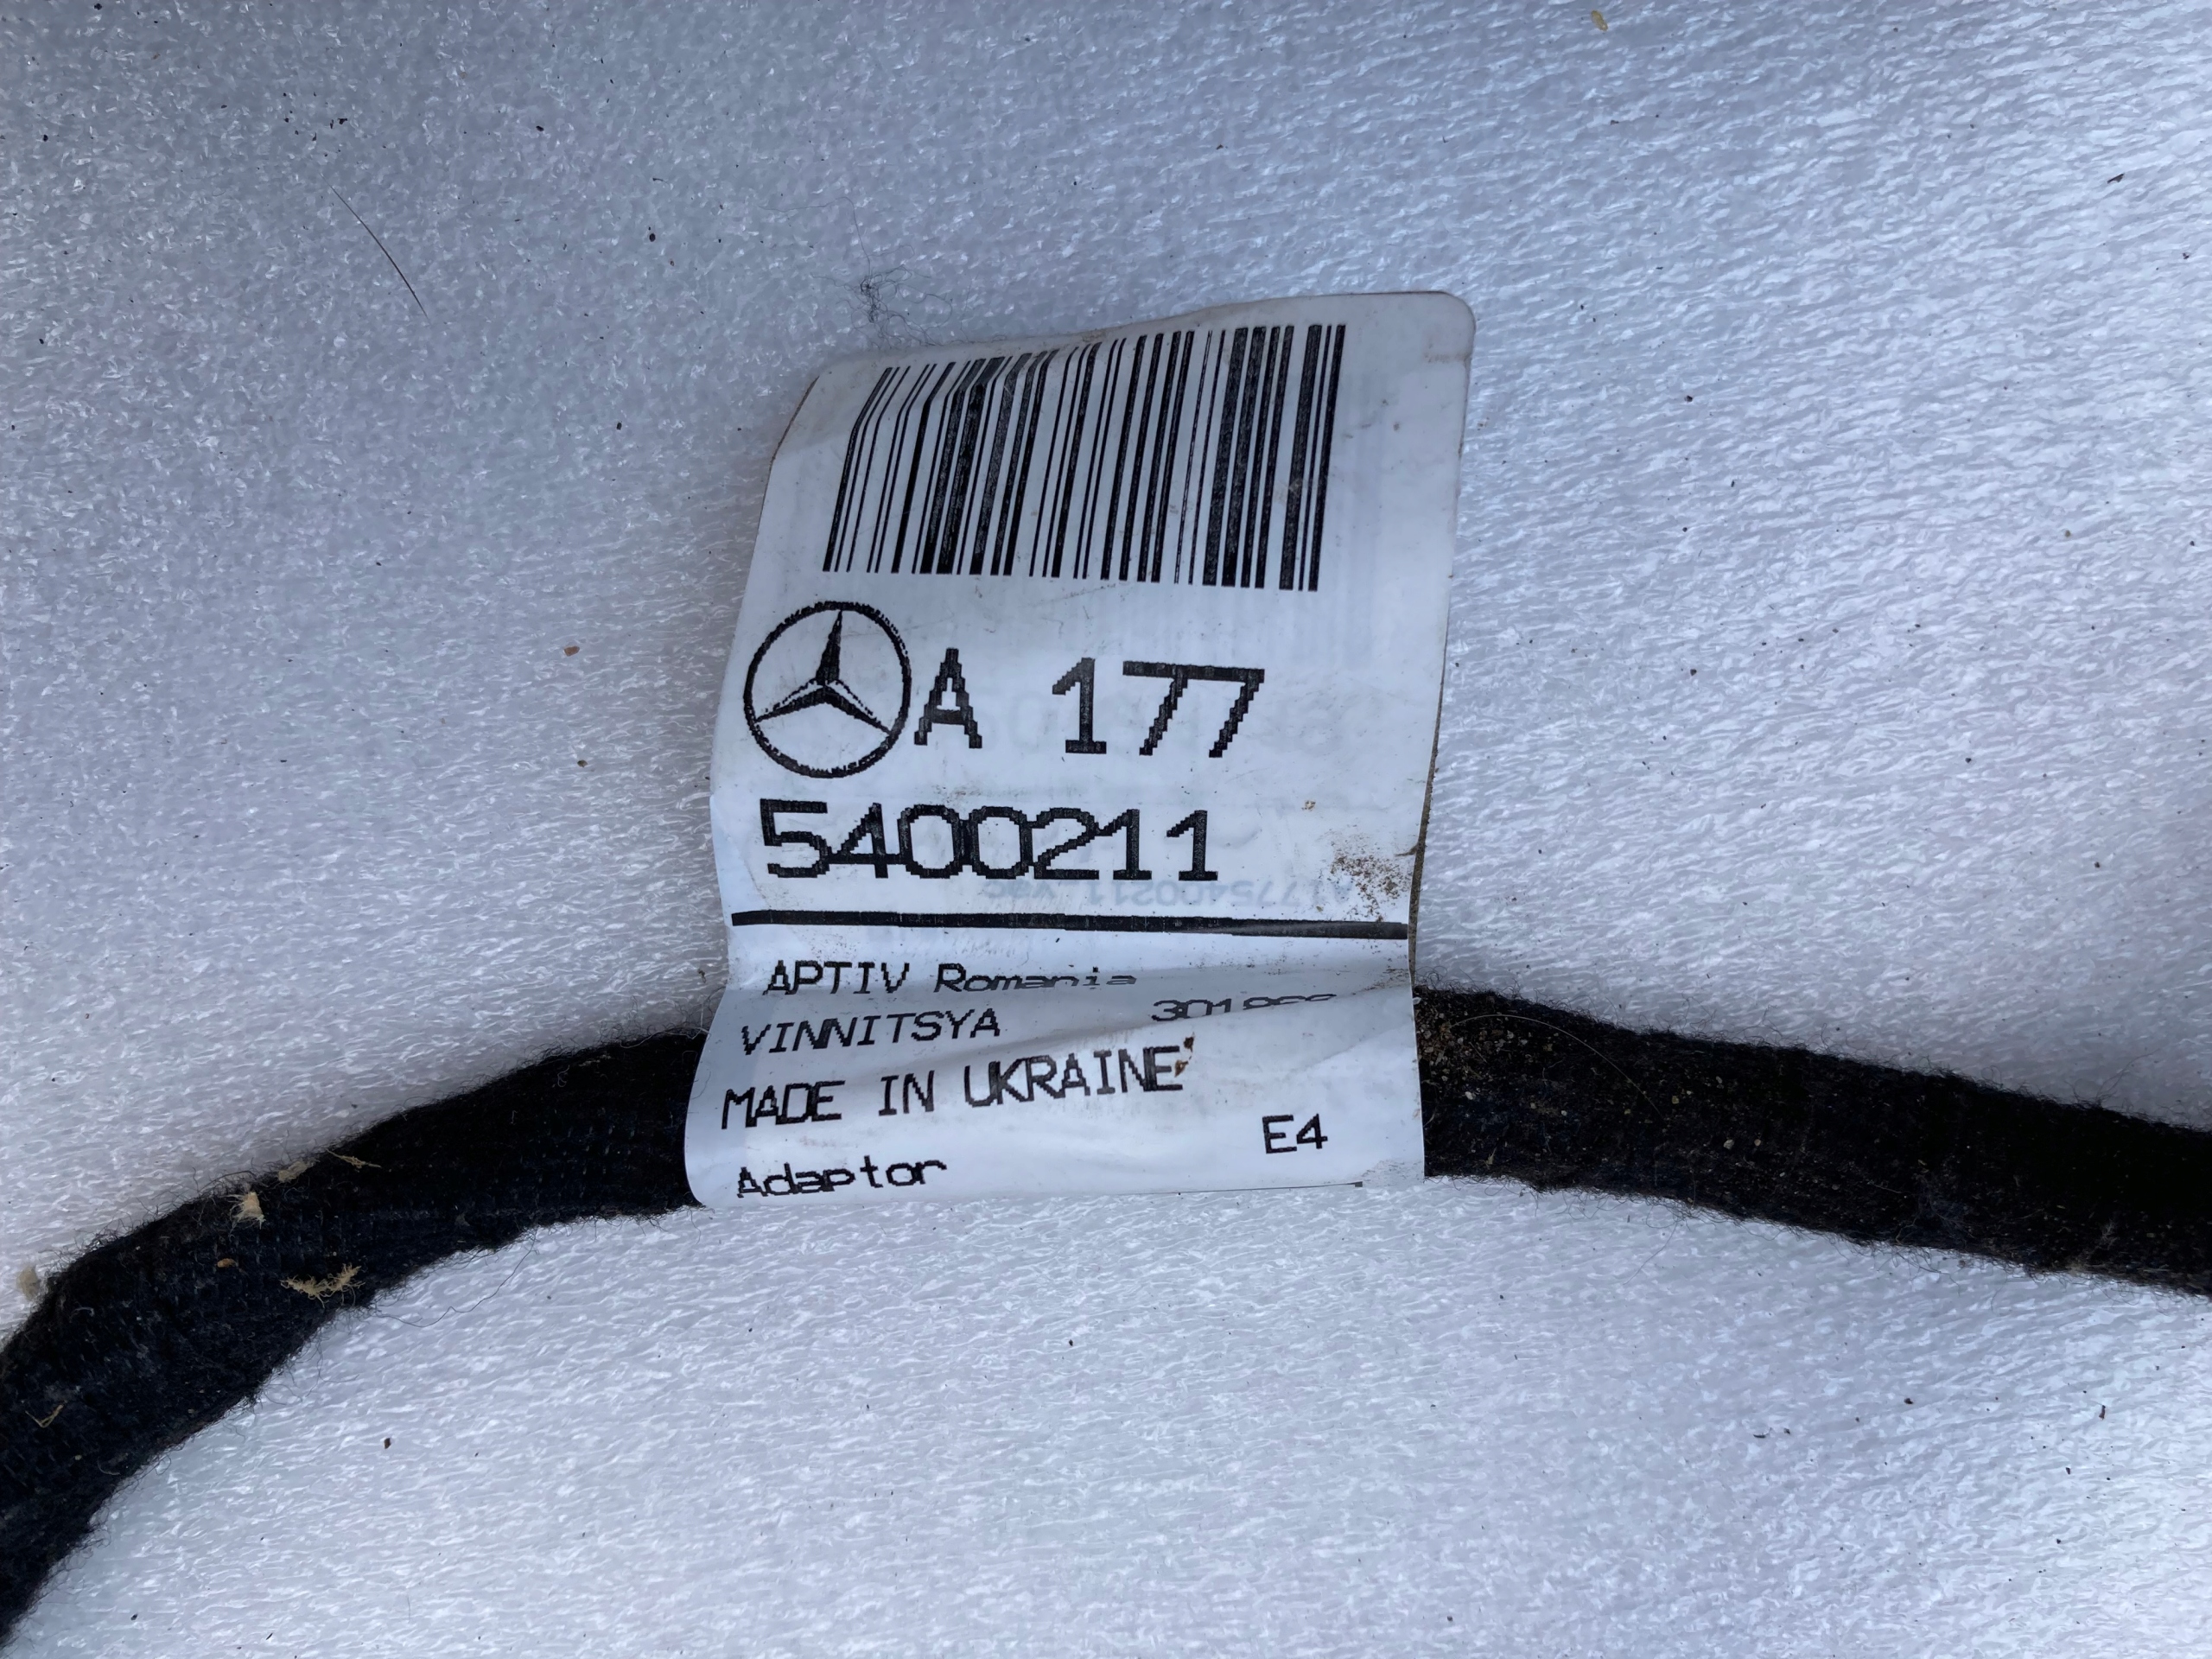 A 177
5400211
APTIV Romania
VINNITSYA
MADE IN UKRAINE
E4
Adaptor